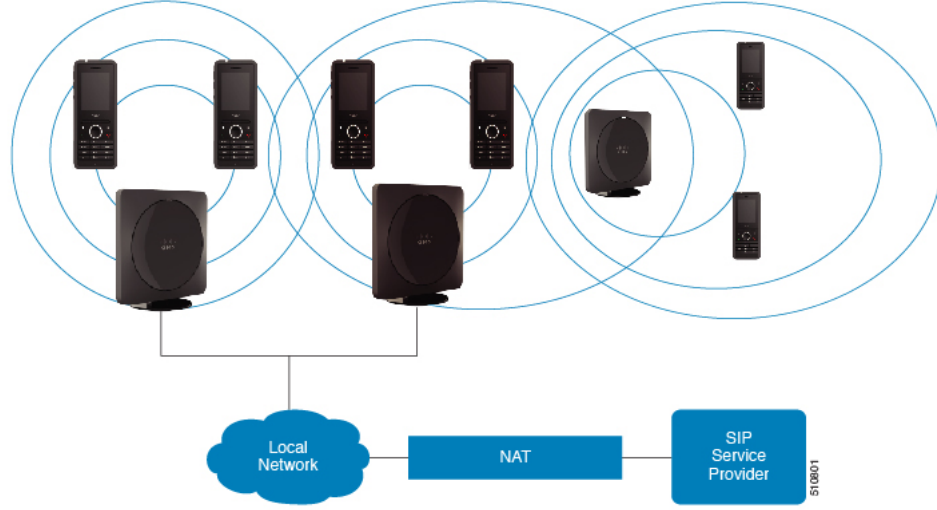 Local
Network
NAT
SIP
Service
Provider
510801